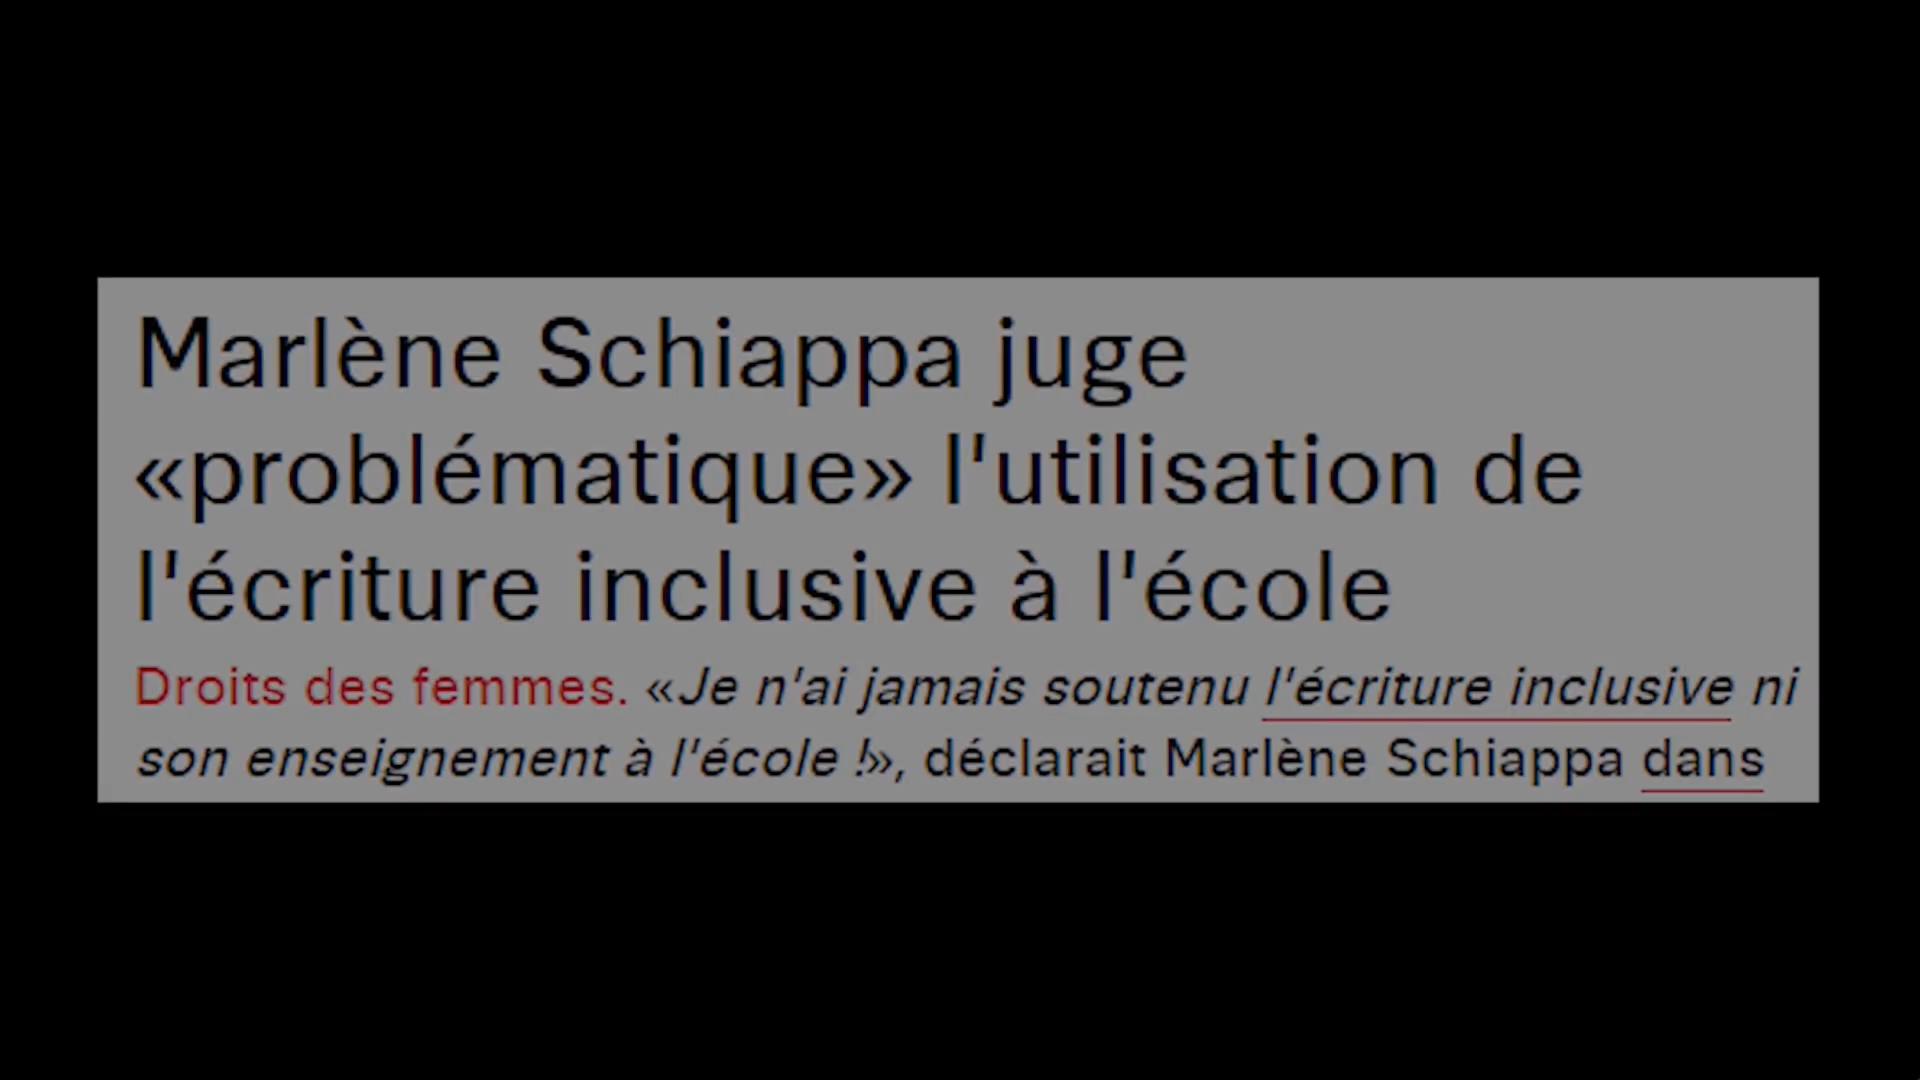 Marlène Schiappa juge
«problématique» l'utilisation de
l'écriture inclusive à l'école
Droits des femmes. «Je n'ai jamais soutenu l'écriture inclusive ni
son enseignement à l'école !», déclarait Marlène Schiappa dans